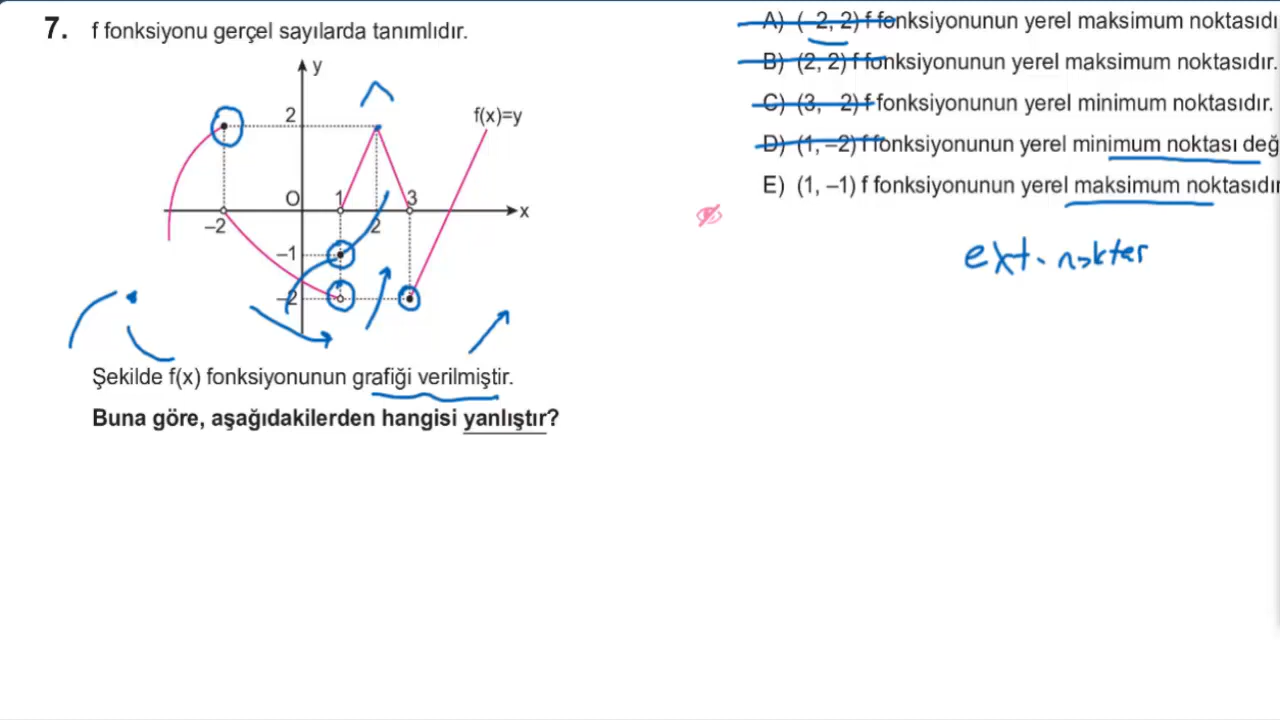 7. f fonksiyonu gerçel sayılarda tanımlıdır.
y
2
f(x)=y
O
1
3
x
−2
2
−1
−2
Şekilde f(x) fonksiyonunun grafiği verilmiştir.
Buna göre, aşağıdakilerden hangisi yanlıştır?
A) (−2, 2) f fonksiyonunun yerel maksimum noktasıdı
B) (2, 2) f fonksiyonunun yerel maksimum noktasıdır.
C) (3, −2) f fonksiyonunun yerel minimum noktasıdır.
D) (1, −2) f fonksiyonunun yerel minimum noktası değ
E) (1, −1) f fonksiyonunun yerel maksimum noktasıdır
ext.